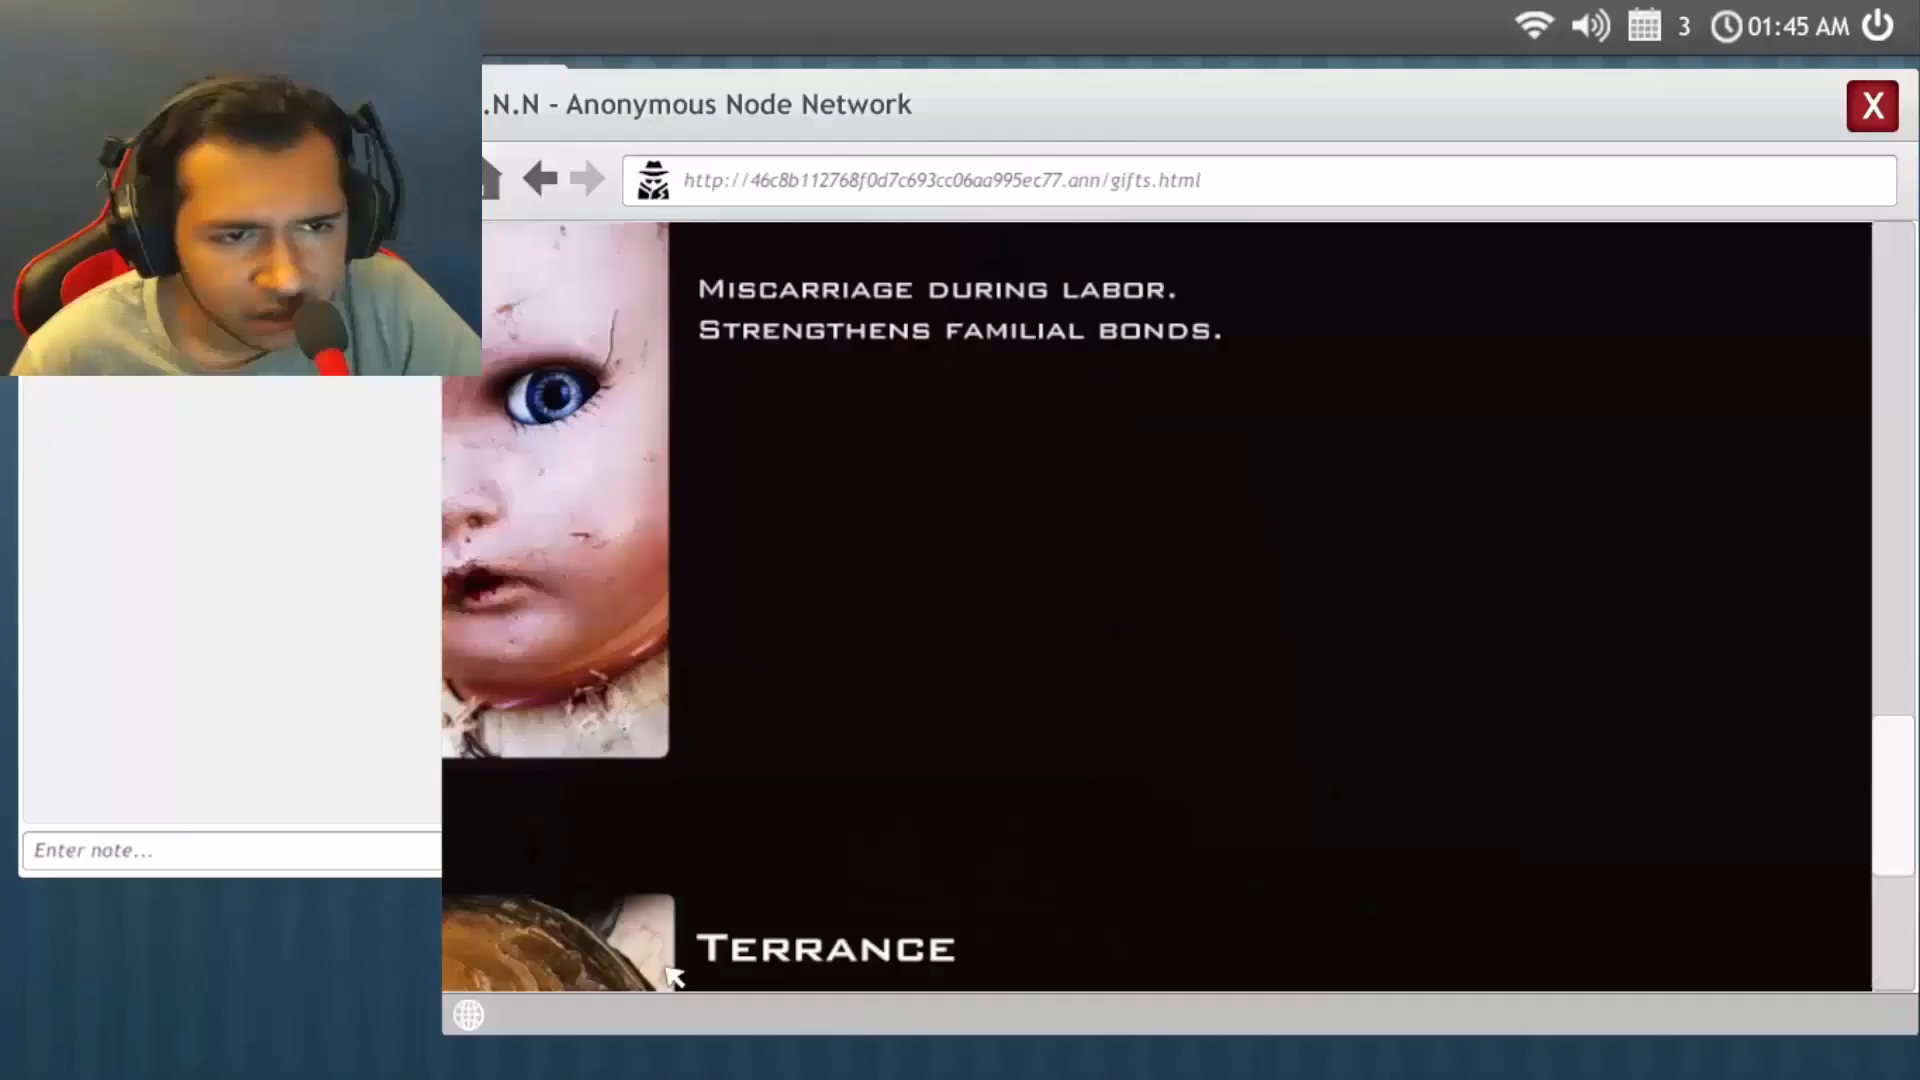 3 01:45 AM
.N.N - Anonymous Node Network
X
http://46c8b112768f0d7c693cc06aa995ec77.ann/gifts.html
Miscarriage during labor.
Strengthens familial bonds.
Enter note...
Terrance